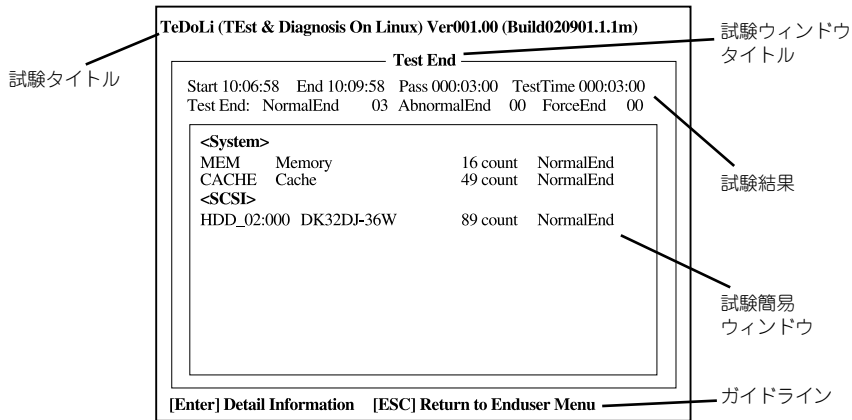 TeDoLi (TEst & Diagnosis On Linux) Ver001.00 (Build020901.1.1m)
試験ウィンドウ
タイトル
Test End
試験タイトル
Start 10:06:58 End 10:09:58 Pass 000:03:00 TestTime 000:03:00
Test End: NormalEnd 03 AbnormalEnd 00 ForceEnd 00
<System>
MEM Memory 16 count NormalEnd
CACHE Cache 49 count NormalEnd
<SCSI>
HDD_02:000 DK32DJ-36W 89 count NormalEnd
試験結果
試験簡易
ウィンドウ
[Enter] Detail Information [ESC] Return to Enduser Menu
ガイドライン